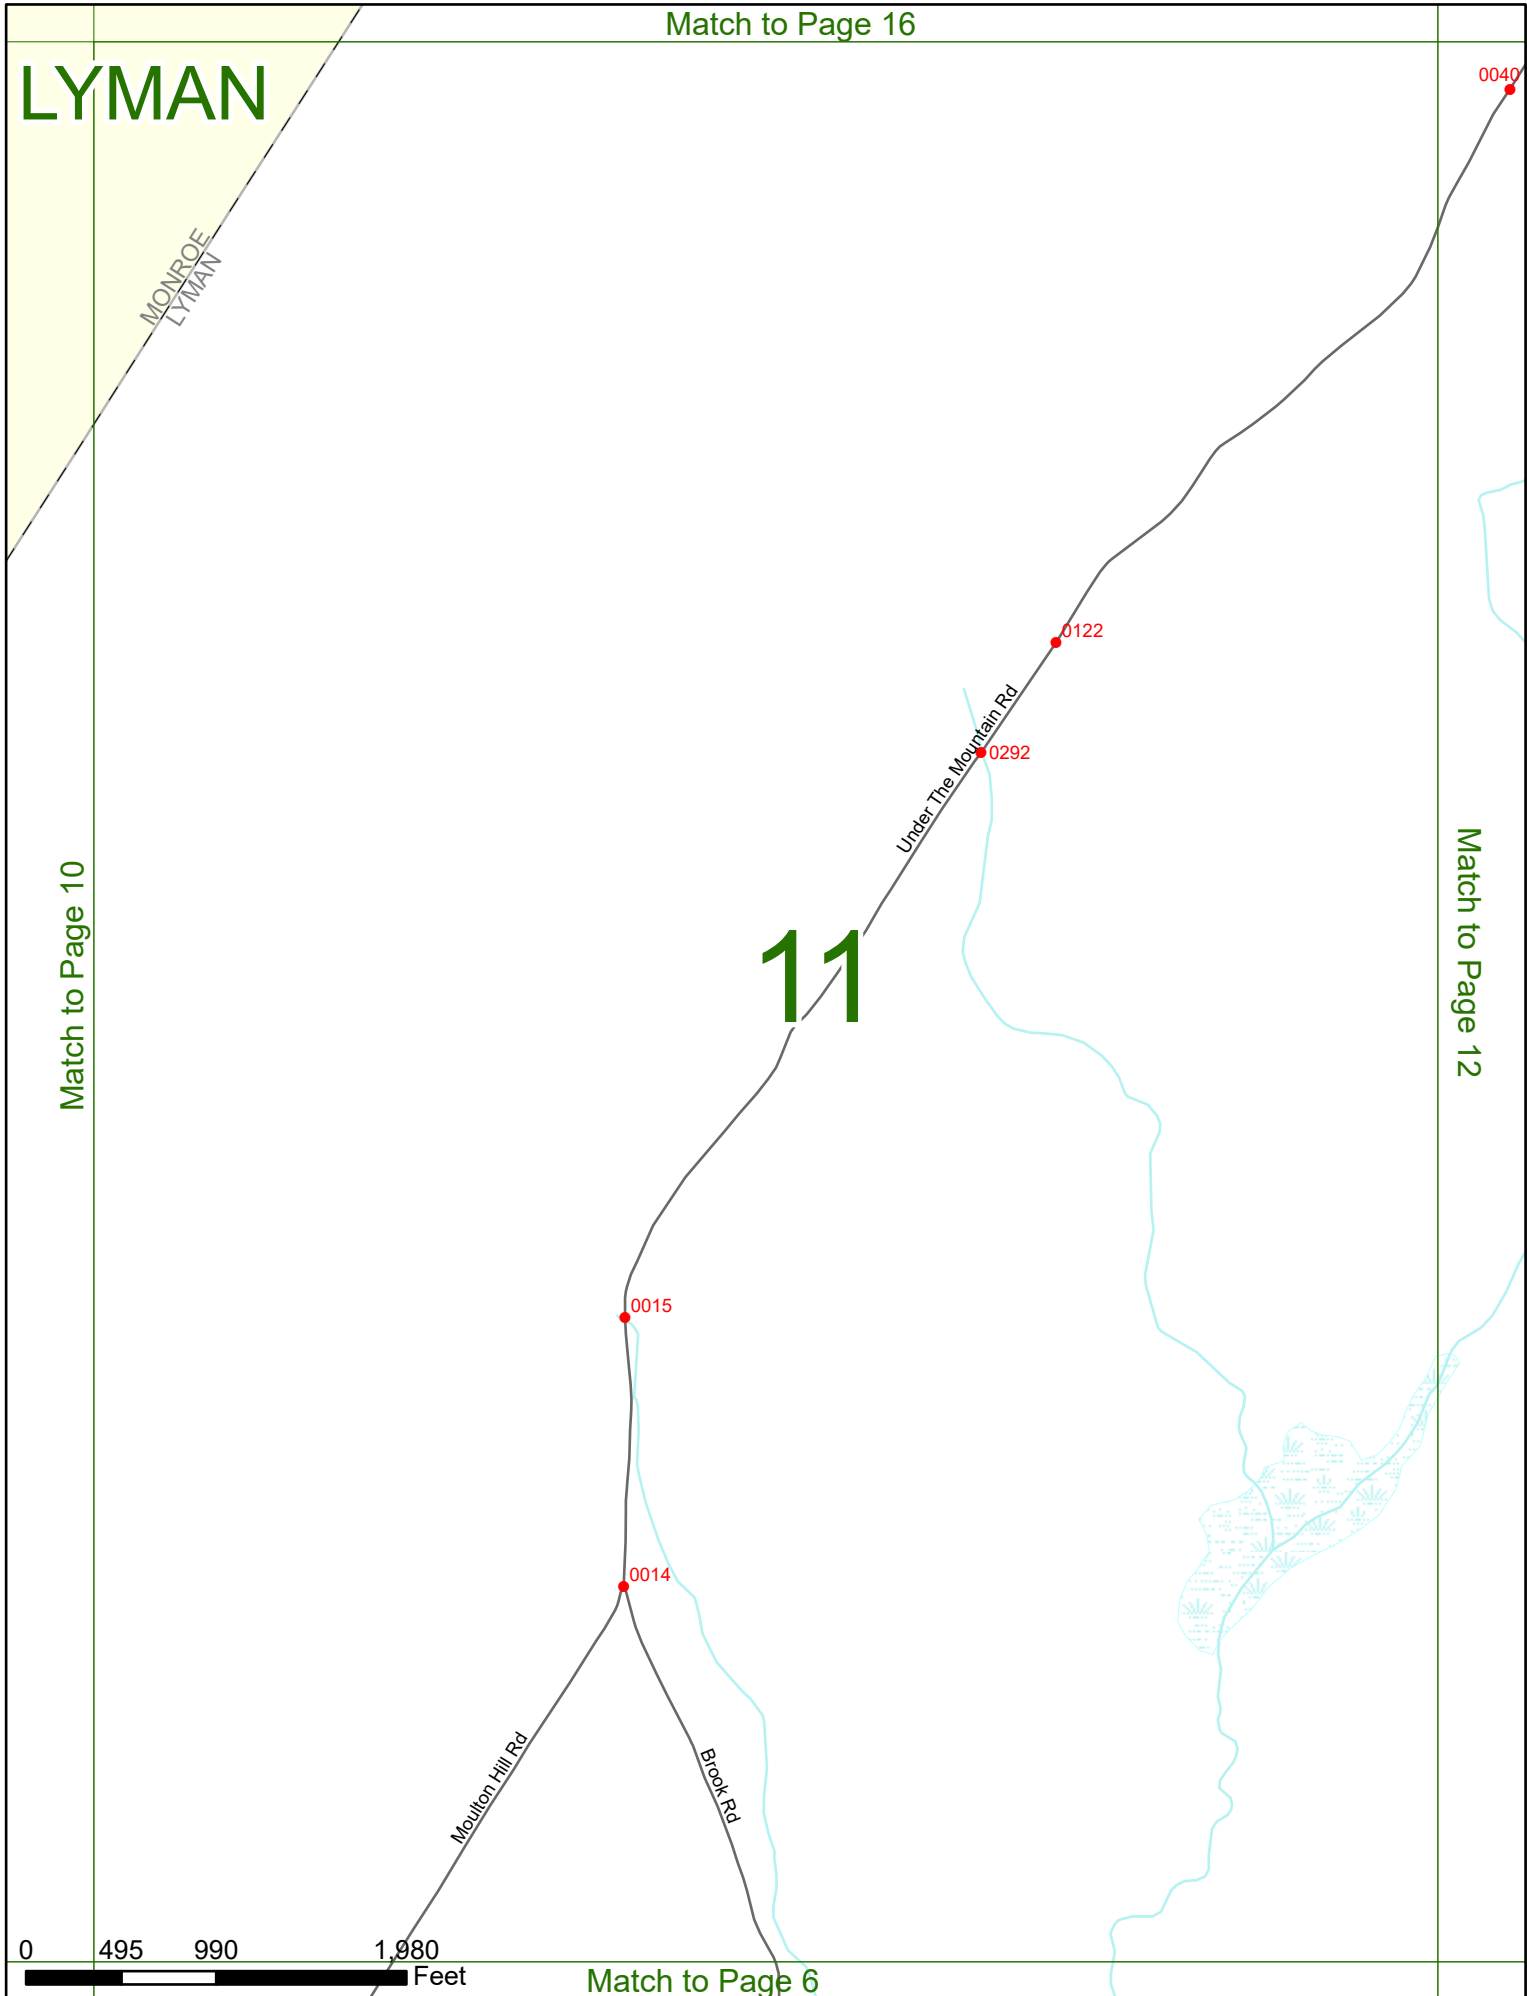 Match to Page 16
LYMAN
0040
MONROE
LYMAN
0122
Under The Mountain Rd
0292
Match to Page 10
11
Match to Page 12
0015
0014
Moulton Hill Rd
Brook Rd
0 495 990 1,980
Feet
Match to Page 6